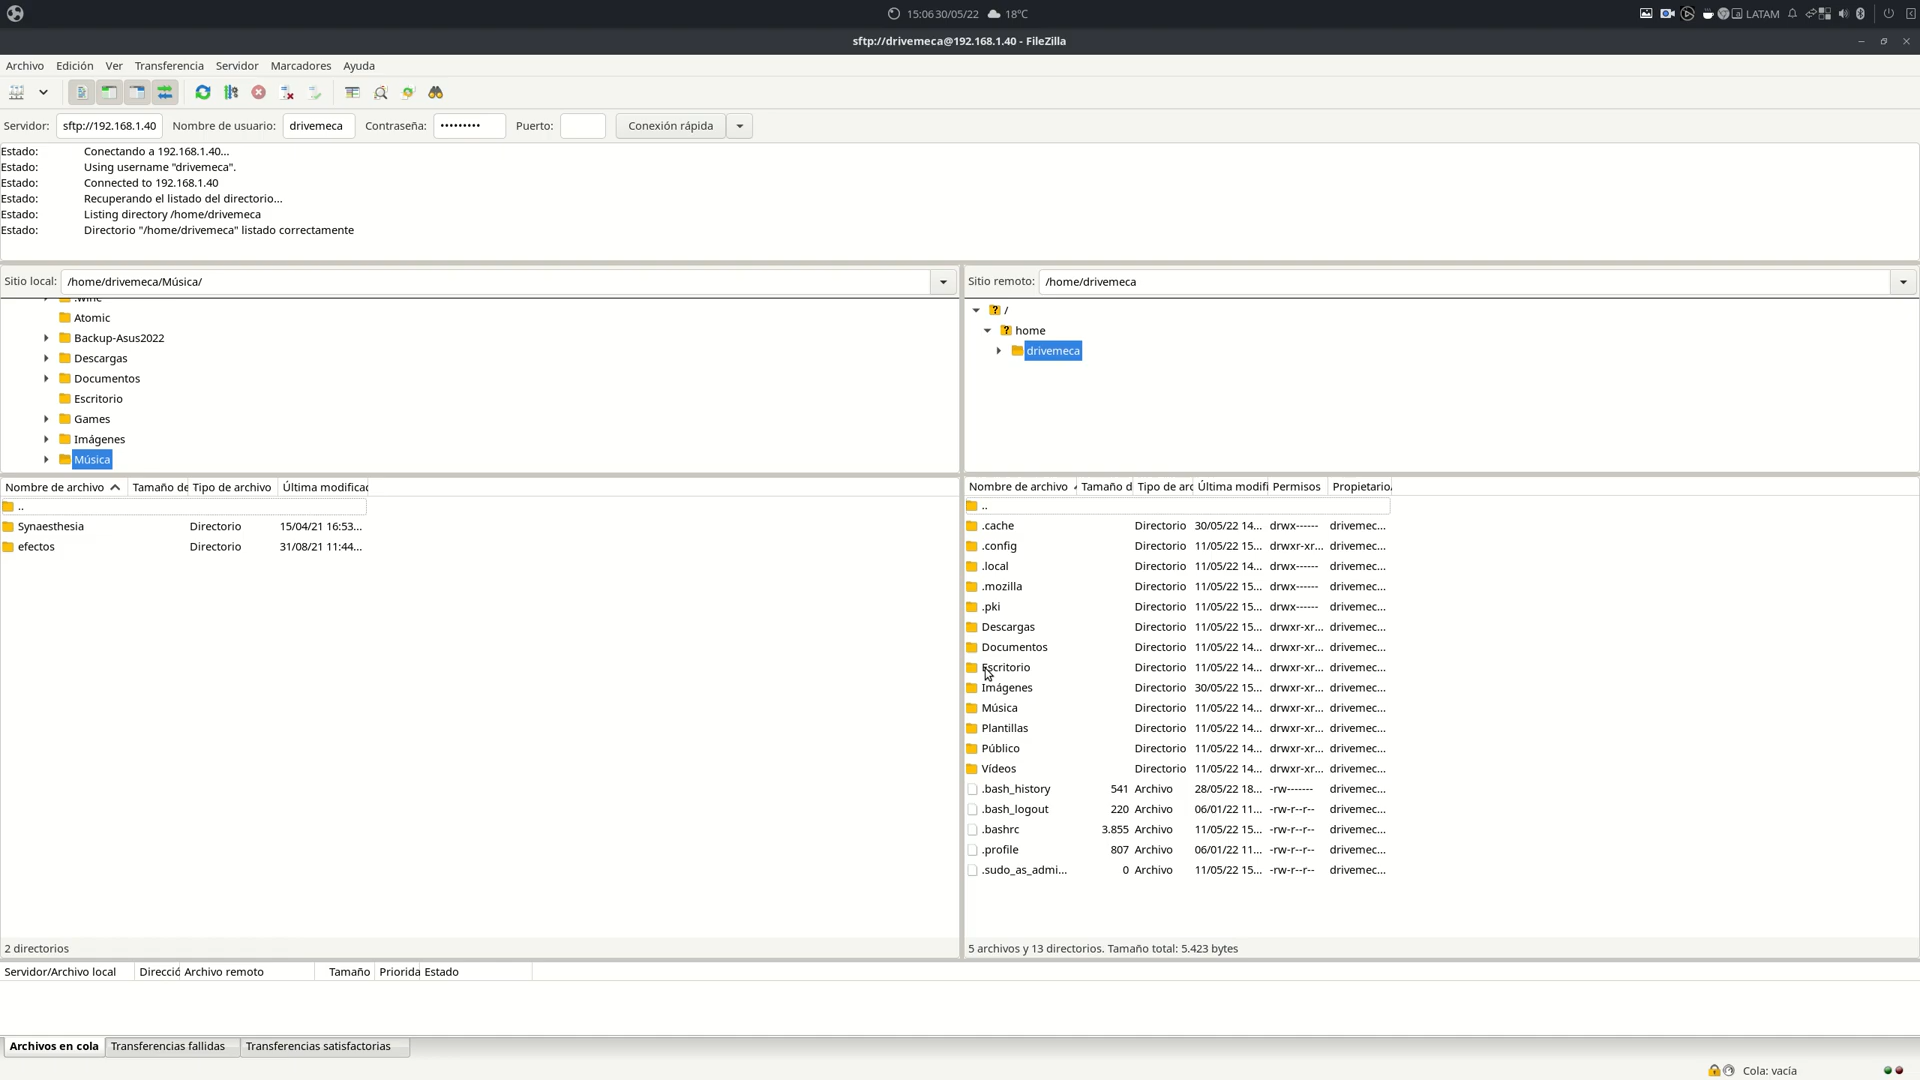 15:06 30/05/22 18°C LATAM
sftp://drivemeca@192.168.1.40 - FileZilla
Archivo Edición Ver Transferencia Servidor Marcadores Ayuda
Servidor: sftp://192.168.1.40 Nombre de usuario: drivemeca Contraseña: ••••••••• Puerto: Conexión rápida
Estado: Conectando a 192.168.1.40...
Estado: Using username "drivemeca".
Estado: Connected to 192.168.1.40
Estado: Recuperando el listado del directorio...
Estado: Listing directory /home/drivemeca
Estado: Directorio "/home/drivemeca" listado correctamente
Sitio local: /home/drivemeca/Música/
.wine
Atomic
Backup-Asus2022
Descargas
Documentos
Escritorio
Games
Imágenes
Música
Nombre de archivo Tamaño de Tipo de archivo Última modificac
..
Synaesthesia Directorio 15/04/21 16:53...
efectos Directorio 31/08/21 11:44...
2 directorios
Sitio remoto: /home/drivemeca
/
home
drivemeca
Nombre de archivo Tamaño d Tipo de arc Última modifi Permisos Propietario/
..
.cache Directorio 30/05/22 14... drwx------ drivemec...
.config Directorio 11/05/22 15... drwxr-xr... drivemec...
.local Directorio 11/05/22 14... drwx------ drivemec...
.mozilla Directorio 11/05/22 15... drwx------ drivemec...
.pki Directorio 11/05/22 15... drwx------ drivemec...
Descargas Directorio 11/05/22 15... drwxr-xr... drivemec...
Documentos Directorio 11/05/22 14... drwxr-xr... drivemec...
Escritorio Directorio 11/05/22 14... drwxr-xr... drivemec...
Imágenes Directorio 30/05/22 15... drwxr-xr... drivemec...
Música Directorio 11/05/22 14... drwxr-xr... drivemec...
Plantillas Directorio 11/05/22 14... drwxr-xr... drivemec...
Público Directorio 11/05/22 14... drwxr-xr... drivemec...
Vídeos Directorio 11/05/22 14... drwxr-xr... drivemec...
.bash_history 541 Archivo 28/05/22 18... -rw------- drivemec...
.bash_logout 220 Archivo 06/01/22 11... -rw-r--r-- drivemec...
.bashrc 3.855 Archivo 11/05/22 15... -rw-r--r-- drivemec...
.profile 807 Archivo 06/01/22 11... -rw-r--r-- drivemec...
.sudo_as_admi... 0 Archivo 11/05/22 15... -rw-r--r-- drivemec...
5 archivos y 13 directorios. Tamaño total: 5.423 bytes
Servidor/Archivo local Direcció Archivo remoto Tamaño Priorida Estado
Archivos en cola Transferencias fallidas Transferencias satisfactorias
Cola: vacía